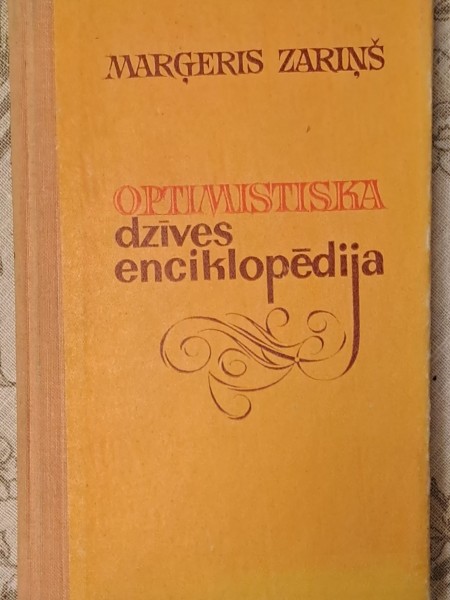 MARĢERIS ZARIŅŠ
OPTIMISTISKA
dzīves
enciklopēdija